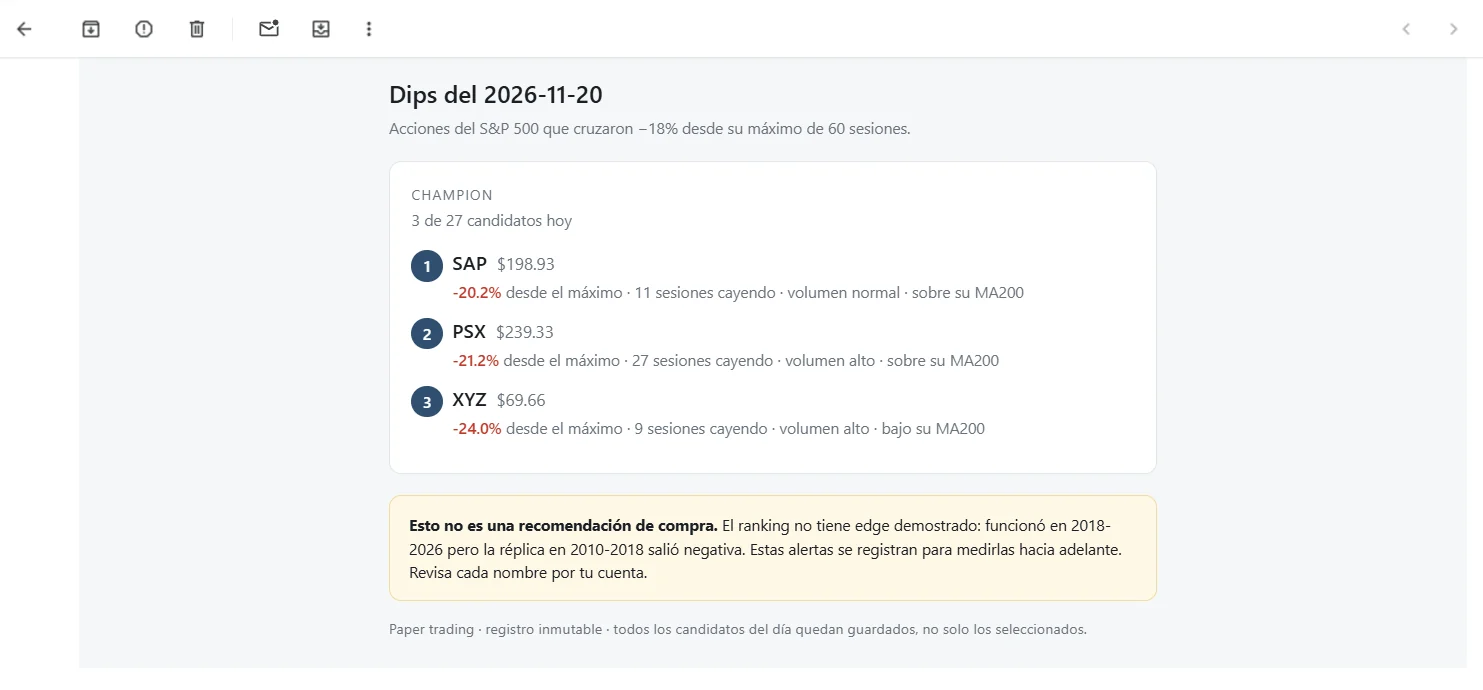 Dips del 2026-11-20
Acciones del S&P 500 que cruzaron −18% desde su máximo de 60 sesiones.
CHAMPION
3 de 27 candidatos hoy
1 SAP $198.93
-20.2% desde el máximo · 11 sesiones cayendo · volumen normal · sobre su MA200
2 PSX $239.33
-21.2% desde el máximo · 27 sesiones cayendo · volumen alto · sobre su MA200
3 XYZ $69.66
-24.0% desde el máximo · 9 sesiones cayendo · volumen alto · bajo su MA200
Esto no es una recomendación de compra. El ranking no tiene edge demostrado: funcionó en 2018-
2026 pero la réplica en 2010-2018 salió negativa. Estas alertas se registran para medirlas hacia adelante.
Revisa cada nombre por tu cuenta.
Paper trading · registro inmutable · todos los candidatos del día quedan guardados, no solo los seleccionados.